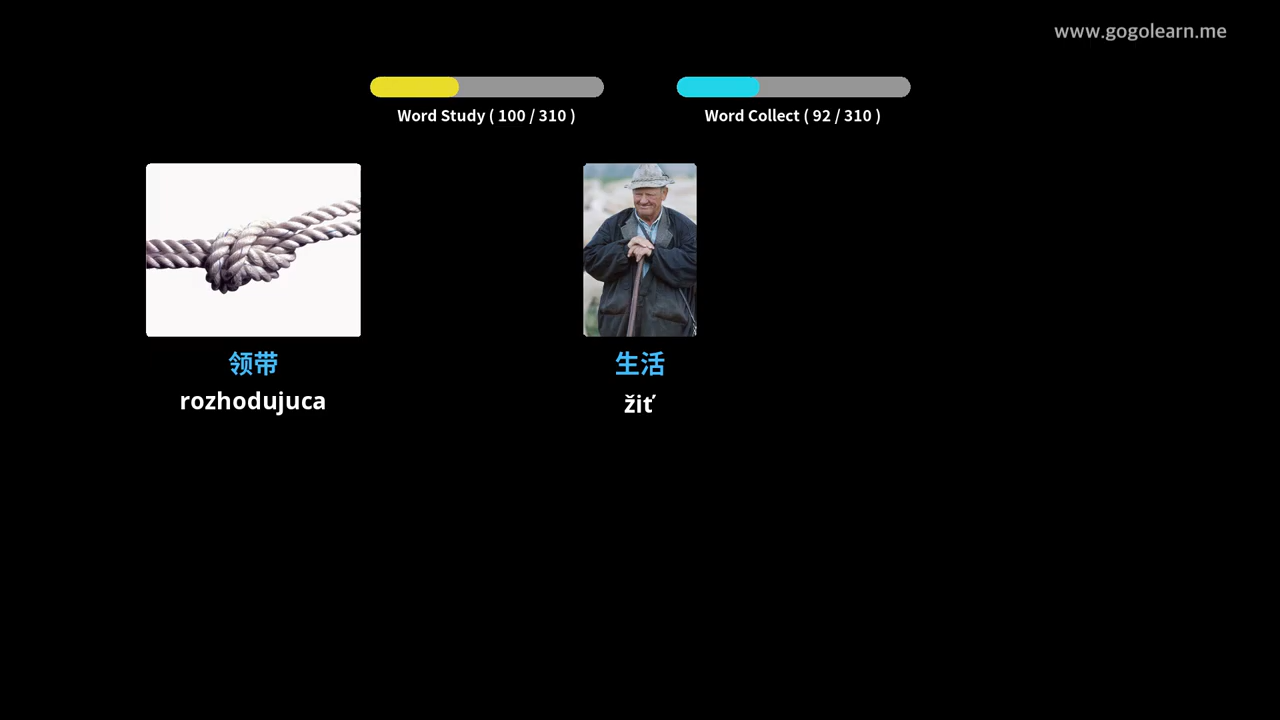 www.gogolearn.me
Word Study ( 100 / 310 )
Word Collect ( 92 / 310 )
领带
rozhodujuca
生活
žiť